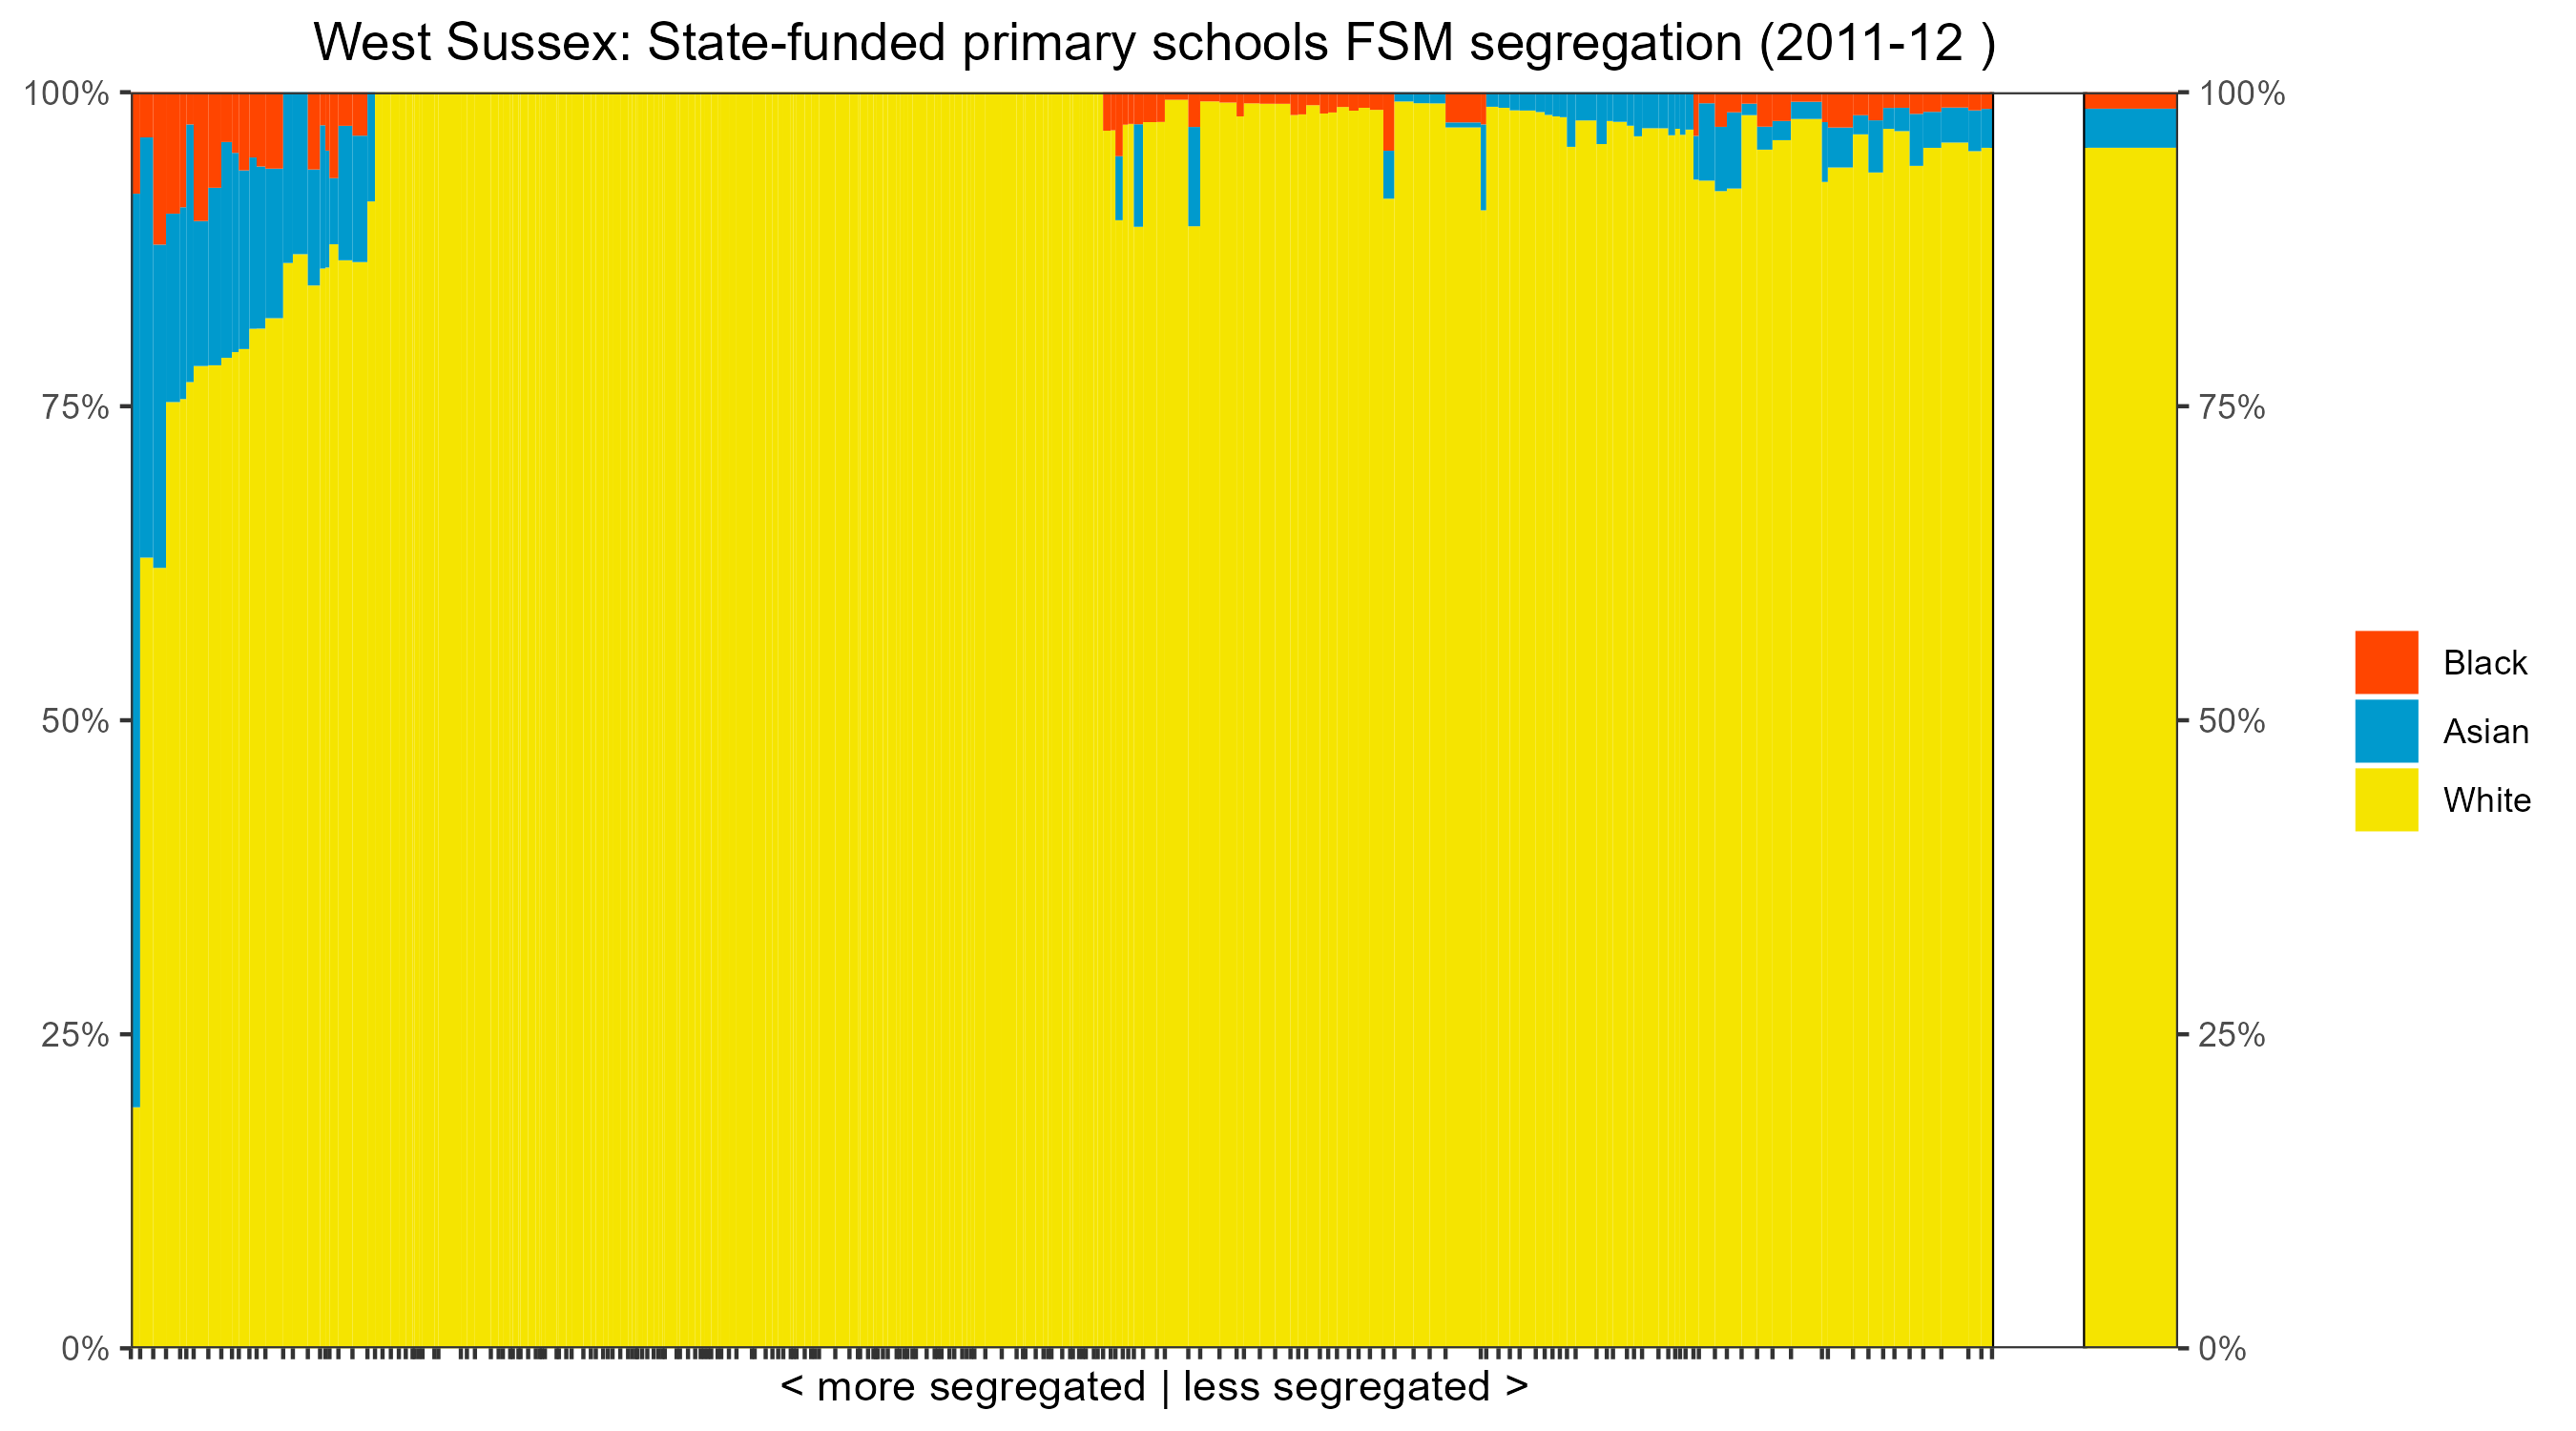 West Sussex: State-funded primary schools FSM segregation (2011-12 )
100%
75%
50%
25%
0%
100%
75%
50%
25%
0%
Black
Asian
White
< more segregated | less segregated >